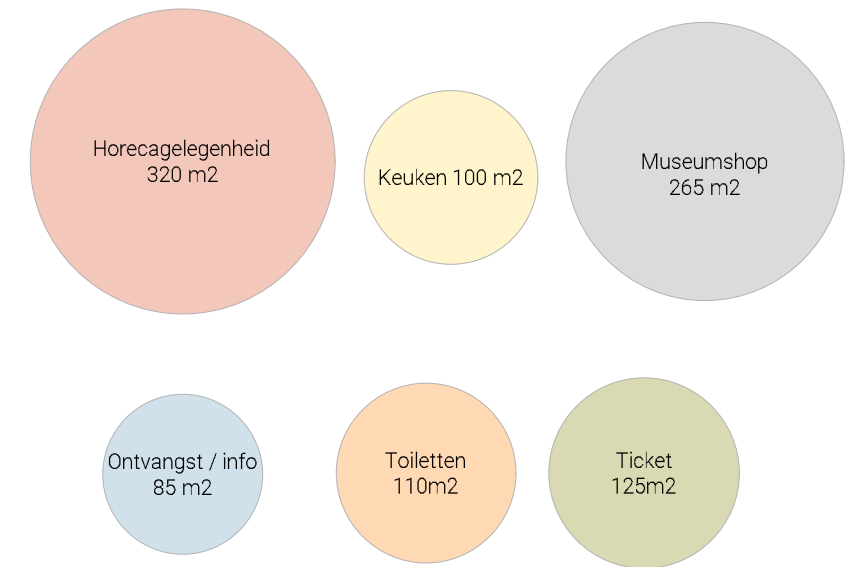 Horecagelegenheid
320 m2
Keuken 100 m2
Museumshop
265 m2
Ontvangst / info
85 m2
Toiletten
110m2
Ticket
125m2